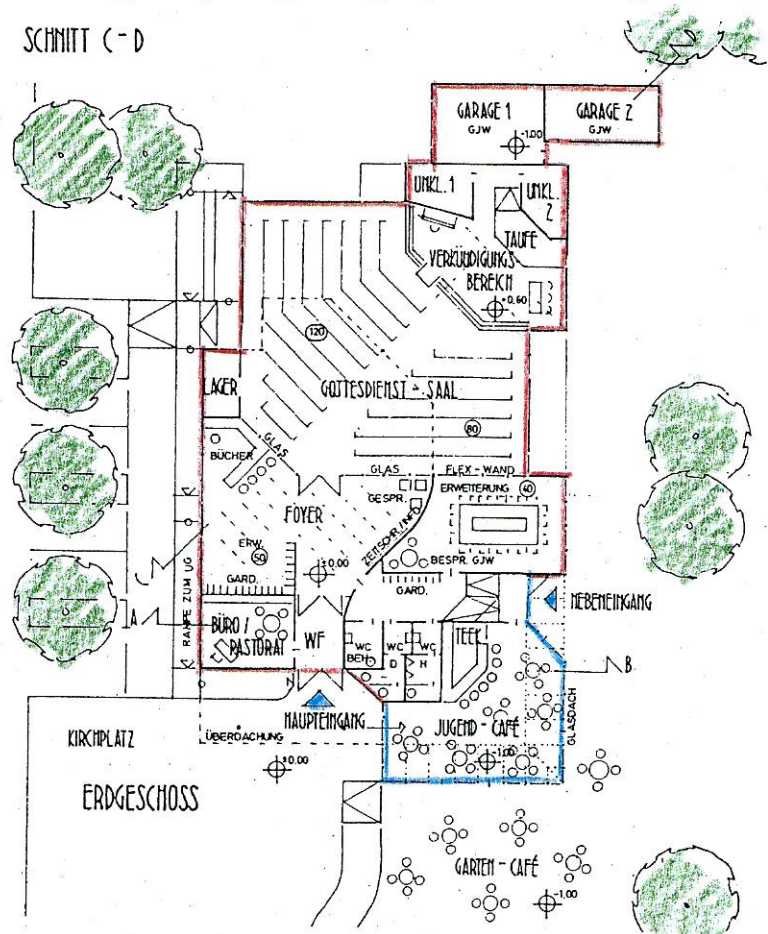 SCHNITT C - D
GARAGE 1
GJW
GARAGE 2
GJW
-1.00
UMKL. 1
UMKL.
2
TAUFE
VERKÜNDIGUNGS
BEREICH
+0.60
120
LAGER
GOTTESDIENST - SAAL
80
GLAS
BÜCHER
GLAS
FLEX - WAND
GESPR.
ERWEITERUNG
40
FOYER
ZEITSCHR. / INFO
ERW.
50
BESPR. GJW
±0.00
GARD.
GARD.
RAMPE ZUM UG
A
BÜRO /
PASTORAT
WF
WC
BEH.
WC
D
WC
H
TEEK
NEBENEINGANG
B
GLASDACH
HAUPTEINGANG
JUGEND - CAFÉ
KIRCHPLATZ
ÜBERDACHUNG
±0.00
-1.00
ERDGESCHOSS
GARTEN - CAFÉ
-1.00